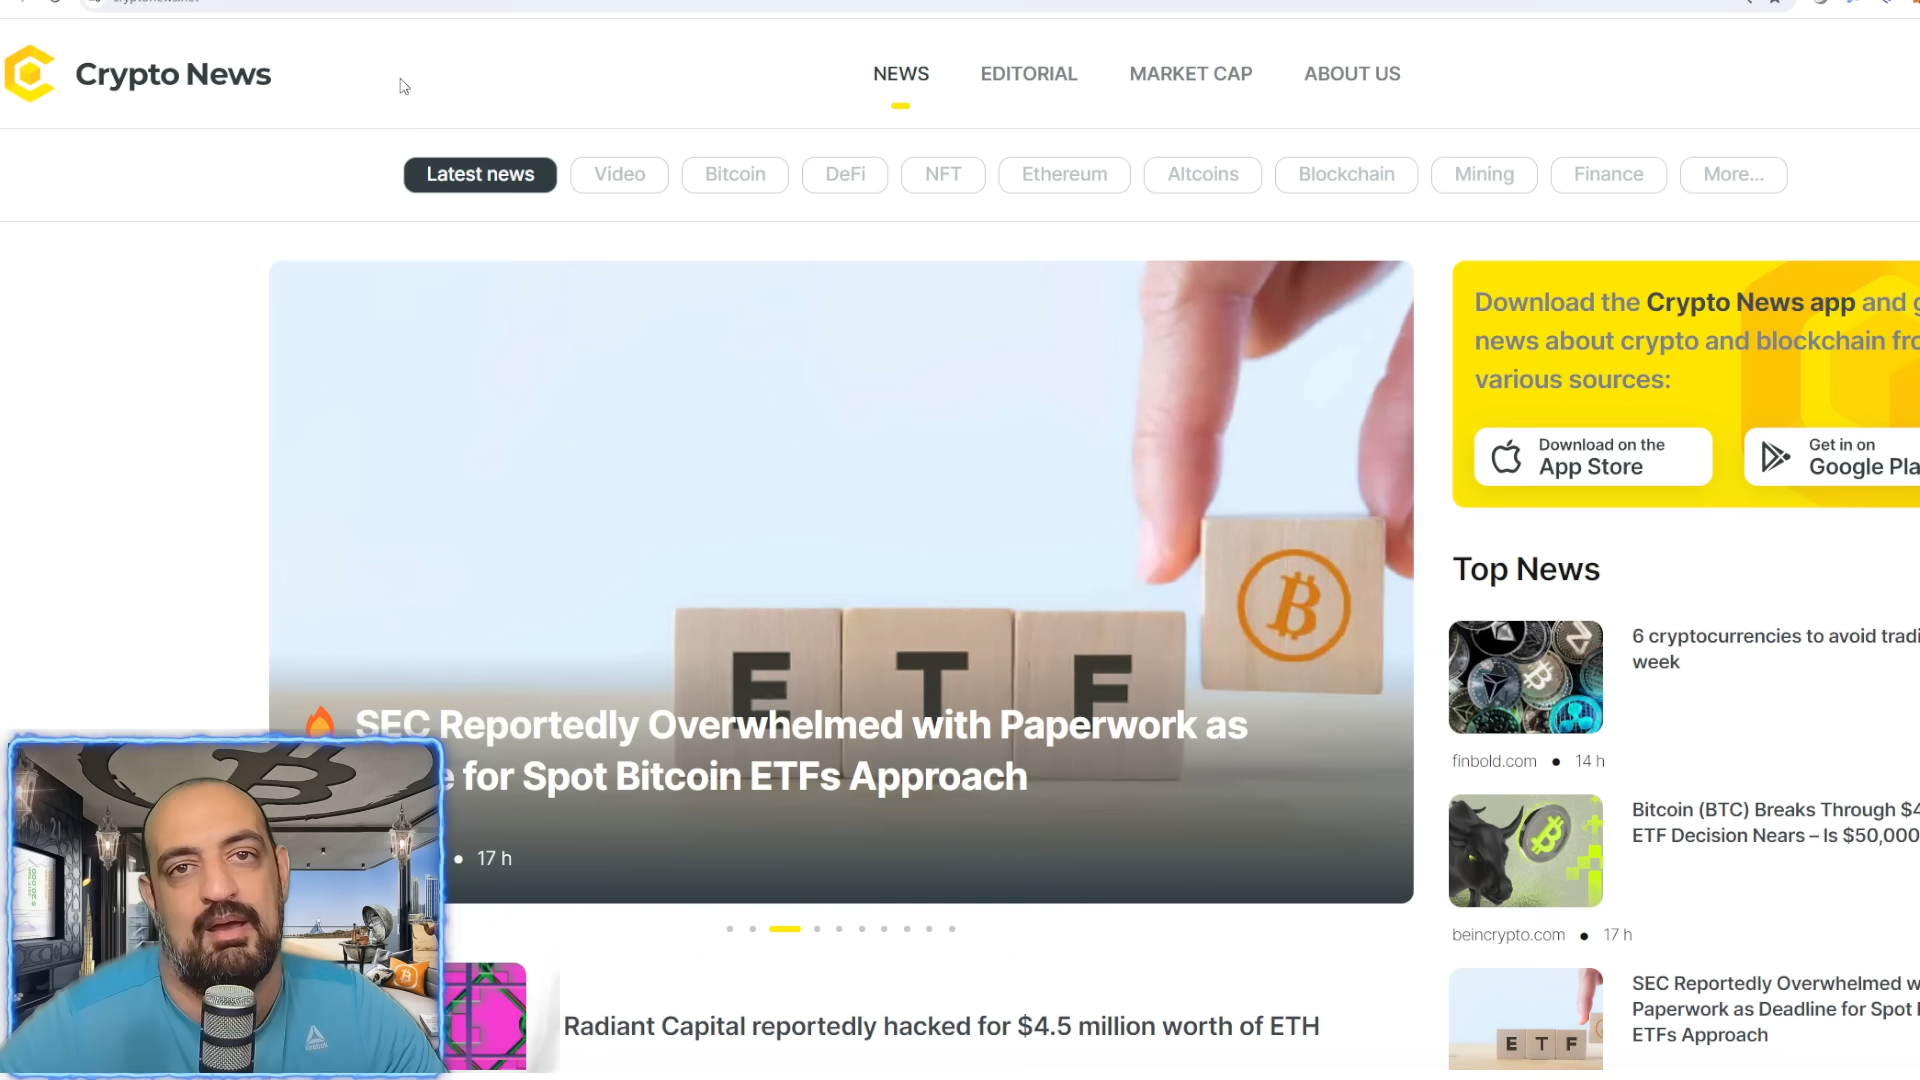 Crypto News
NEWS
EDITORIAL
MARKET CAP
ABOUT US
Latest news
Video
Bitcoin
DeFi
NFT
Ethereum
Altcoins
Blockchain
Mining
Finance
More...
E T F
SEC Reportedly Overwhelmed with Paperwork as
for Spot Bitcoin ETFs Approach
17 h
Radiant Capital reportedly hacked for $4.5 million worth of ETH
Download the Crypto News app and
news about crypto and blockchain
various sources:
Download on the
App Store
Get in on
Google
Top News
6 cryptocurrencies to avoid
week
finbold.com ● 14 h
Bitcoin (BTC) Breaks Through
ETF Decision Nears – Is $50,000
beincrypto.com ● 17 h
SEC Reportedly Overwhelmed
Paperwork as Deadline for Spot
ETFs Approach
E T F
Reebok